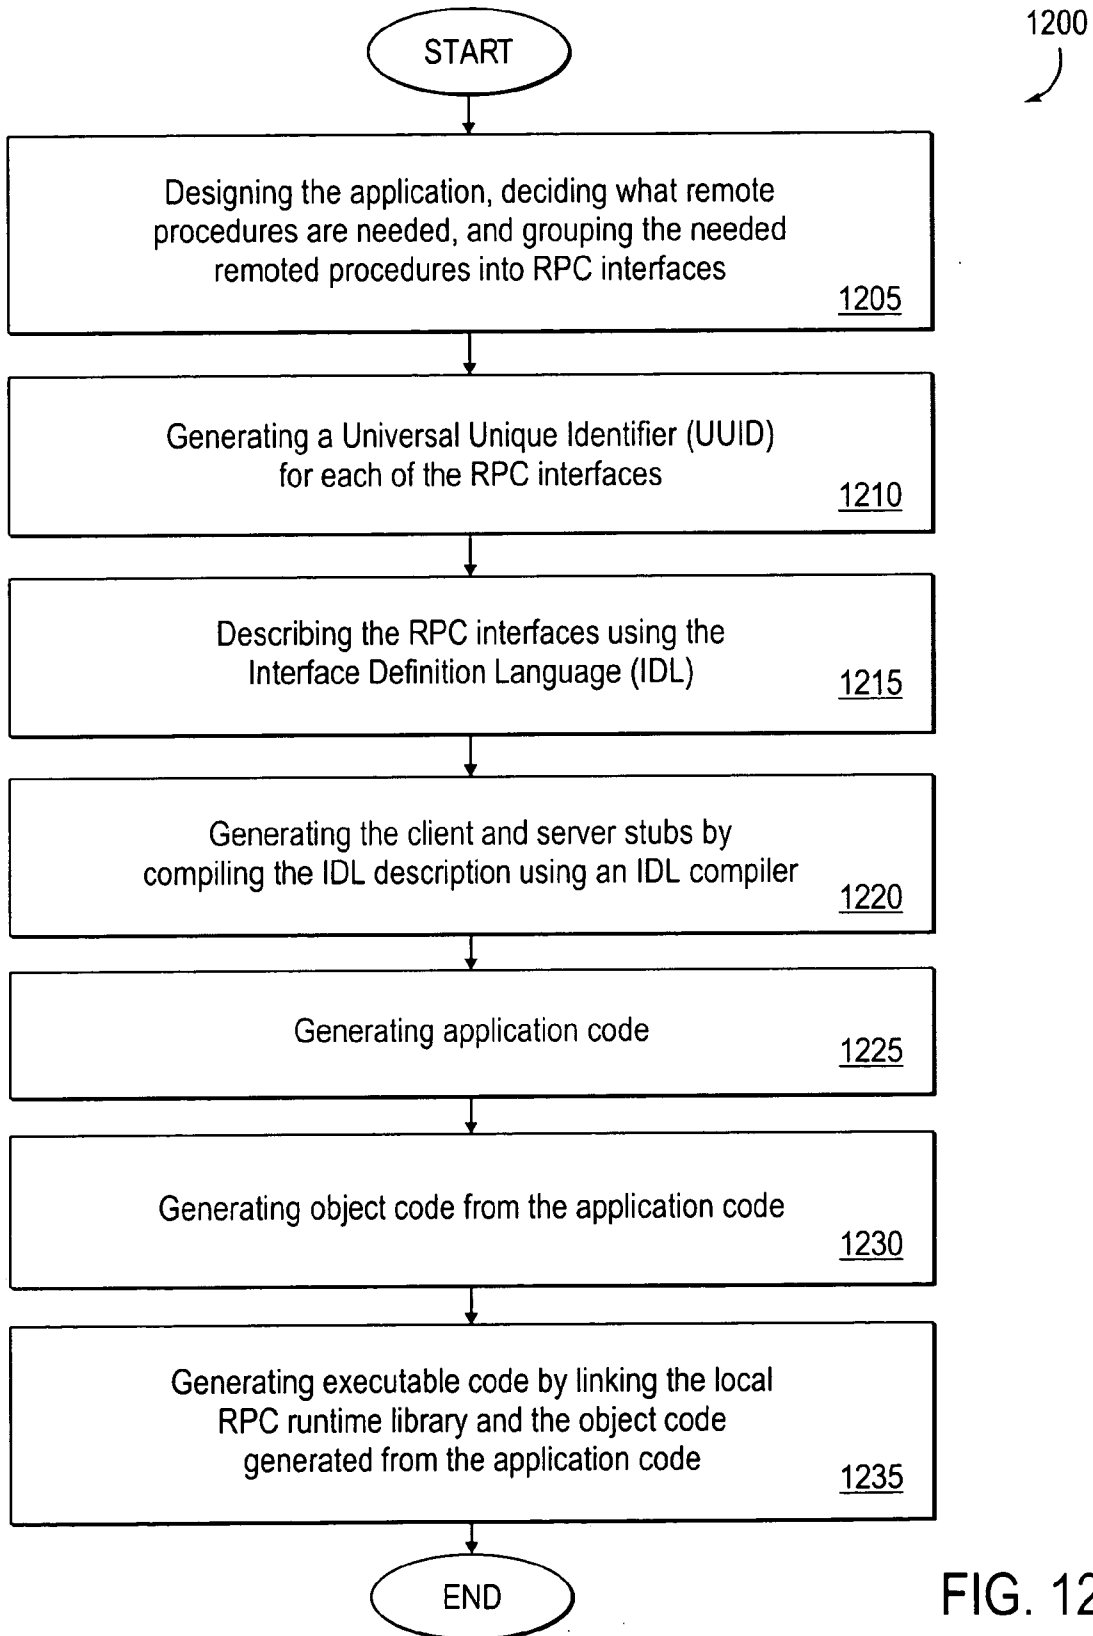 1200
START
Designing the application, deciding what remote
procedures are needed, and grouping the needed
remoted procedures into RPC interfaces
1205
Generating a Universal Unique Identifier (UUID)
for each of the RPC interfaces
1210
Describing the RPC interfaces using the
Interface Definition Language (IDL)
1215
Generating the client and server stubs by
compiling the IDL description using an IDL compiler
1220
Generating application code
1225
Generating object code from the application code
1230
Generating executable code by linking the local
RPC runtime library and the object code
generated from the application code
1235
END
FIG. 12